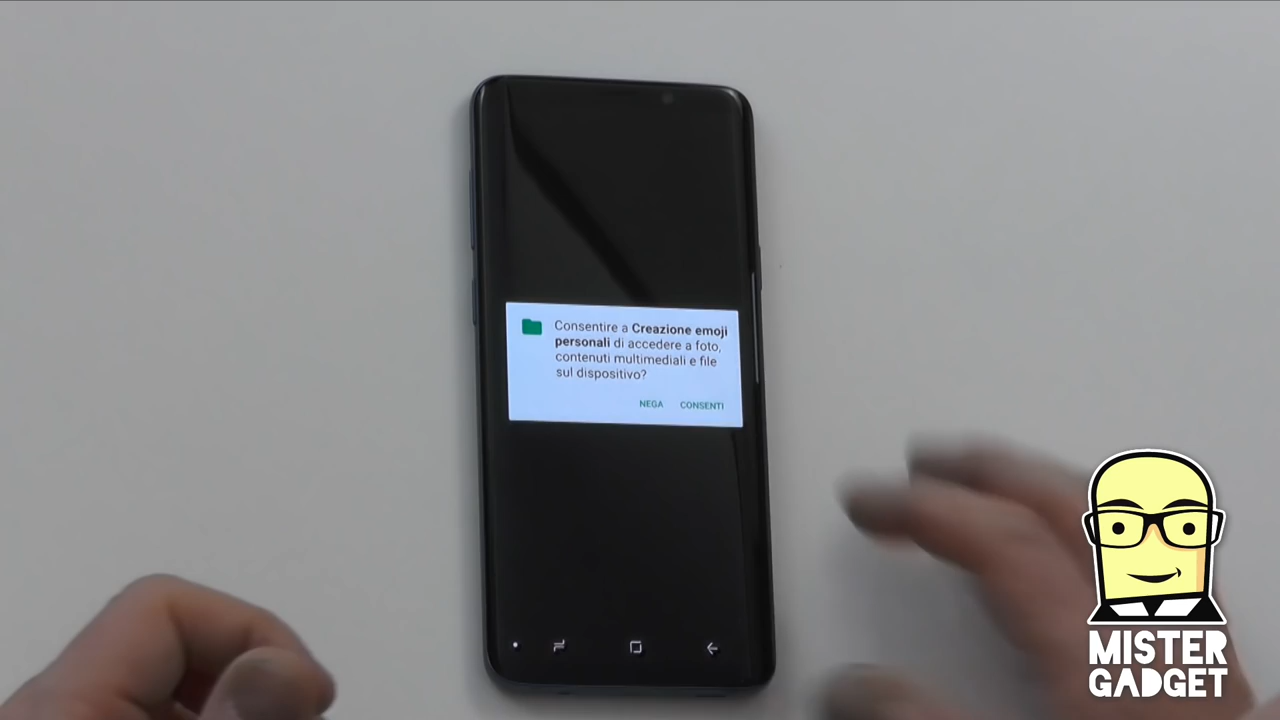 Consentire a Creazione emoji
personali di accedere a foto,
contenuti multimediali e file
sul dispositivo?
NEGA CONSENTI
MISTER
GADGET